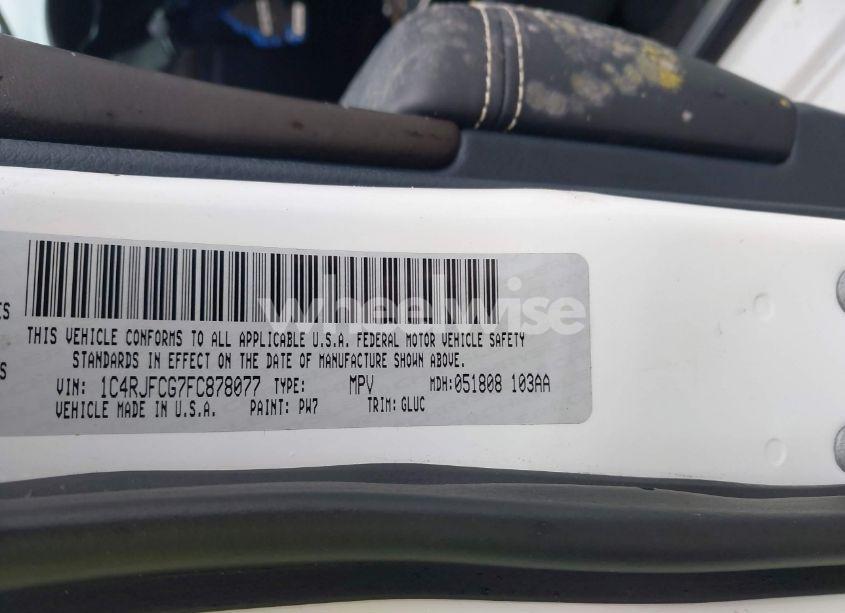 ES
S
THIS VEHICLE CONFORMS TO ALL APPLICABLE U.S.A. FEDERAL MOTOR VEHICLE SAFETY
STANDARDS IN EFFECT ON THE DATE OF MANUFACTURE SHOWN ABOVE.
VIN: 1C4RJFCG7FC878077 TYPE: MPV MDH:051808 103AA
VEHICLE MADE IN U.S.A. PAINT: PW7 TRIM: GLUC
wheelwise